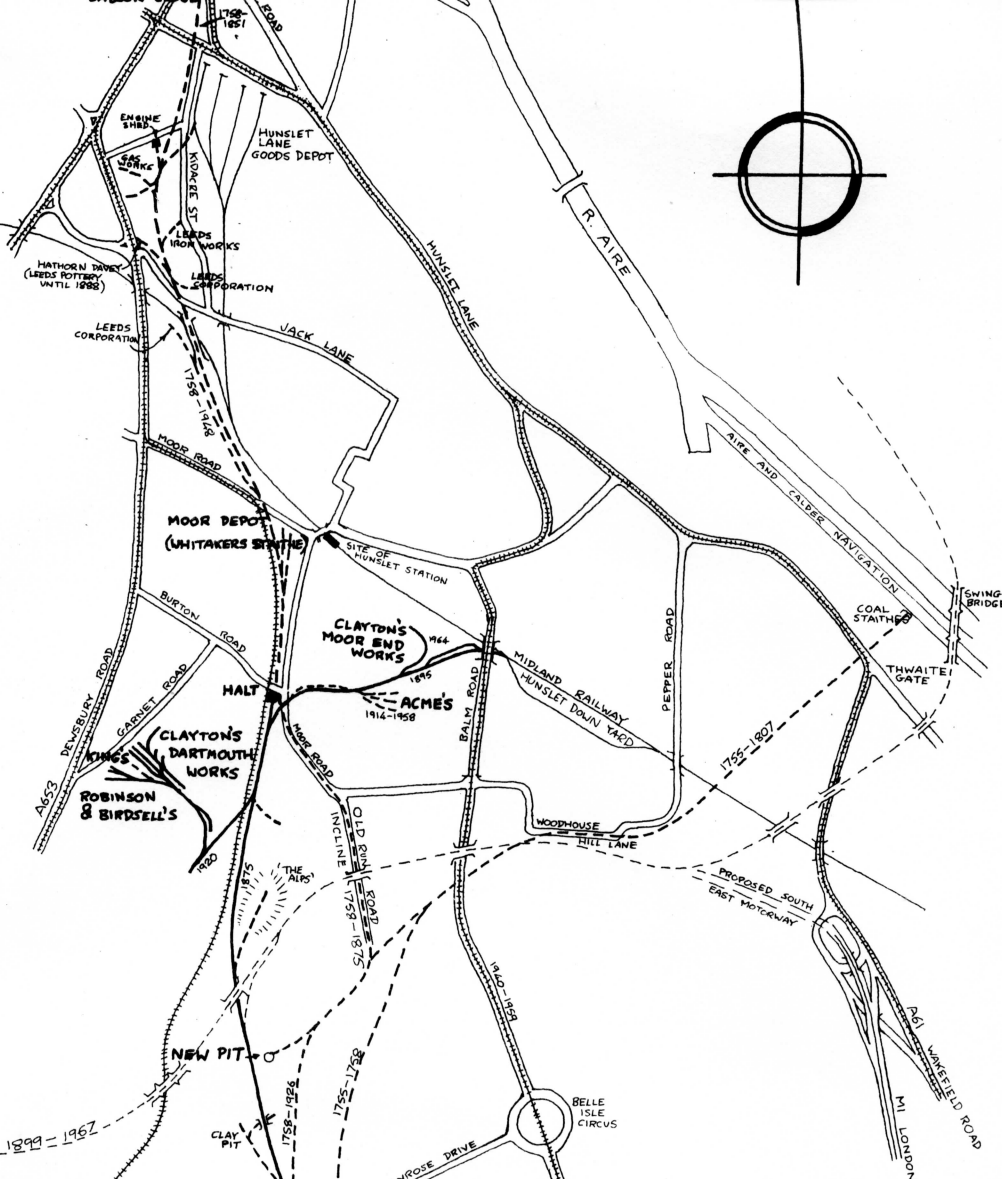 1758-
1851
ROAD
ENGINE
SHED
GAS
WORKS
KIDACRE ST
HUNSLET
LANE
GOODS DEPOT
R. AIRE
LEEDS
IRON WORKS
HUNSLET LANE
HATHORN DAVEY
(LEEDS POTTERY
UNTIL 1888)
LEEDS
CORPORATION
LEEDS
CORPORATION
JACK LANE
1758-1948
MOOR ROAD
AIRE AND CALDER NAVIGATION
MOOR DEPOT
(WHITAKERS STAITHE)
SITE OF
HUNSLET STATION
SWING
BRIDGE
COAL
STAITHES
BURTON ROAD
CLAYTON'S
MOOR END
WORKS
1964
1895
PEPPER ROAD
MIDLAND RAILWAY
HUNSLET DOWN YARD
THWAITE
GATE
DEWSBURY ROAD
GARNET ROAD
HALT
ACME'S
1914-1958
BALM ROAD
CLAYTON'S
DARTMOUTH
WORKS
KING'S
MOOR ROAD
1755-1807
A653
ROBINSON
& BIRDSELL'S
OLD RUN ROAD
INCLINE 1758-1875
WOODHOUSE
HILL LANE
1920
1875
'THE
ALPS'
PROPOSED SOUTH
EAST MOTORWAY
1940-1959
A61 WAKEFIELD ROAD
NEW PIT
1758-1926
1755-1758
BELLE
ISLE
CIRCUS
CLAY
PIT
1899-1967
M1 LONDON
DRIVE